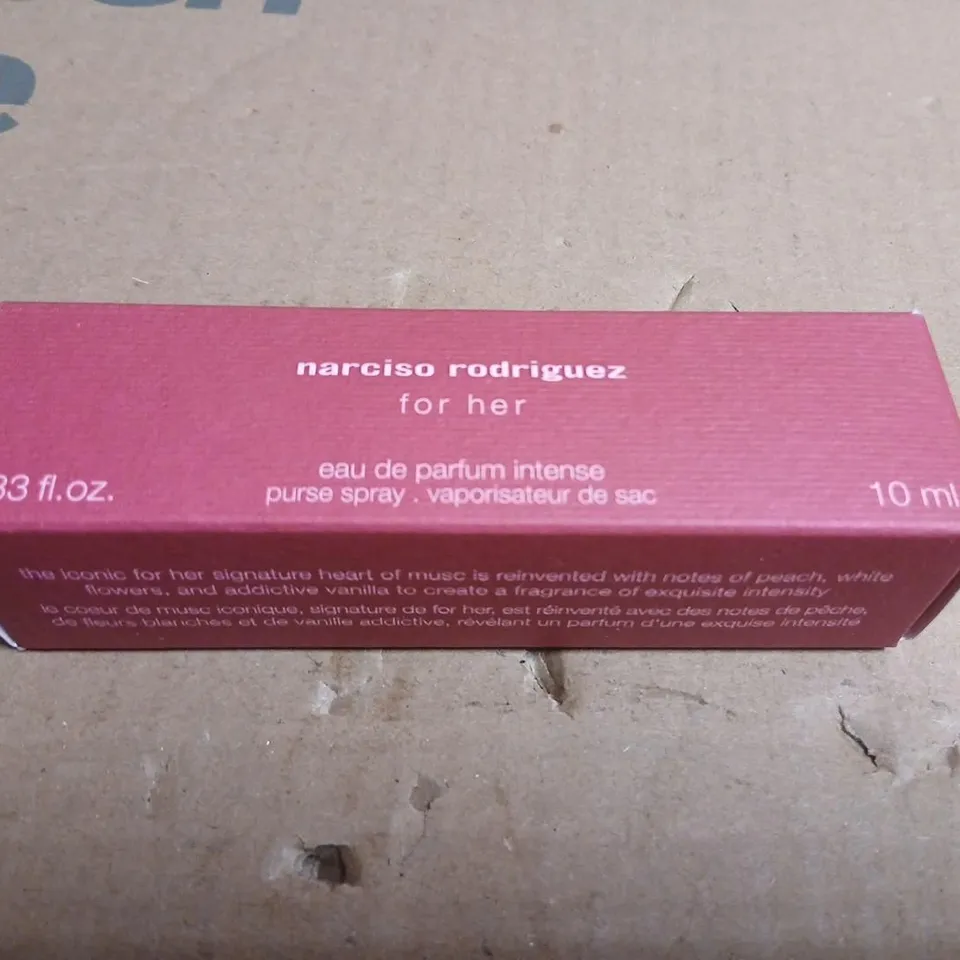 narciso rodriguez
for her
eau de parfum intense
purse spray . vaporisateur de sac
33 fl.oz.
10 ml
the iconic for her signature heart of musc is reinvented with notes of peach, white
flowers, and addictive vanilla to create a fragrance of exquisite intensity
le coeur de musc iconique, signature de for her, est réinventé avec des notes de pêche,
de fleurs blanches et de vanille addictive, révélant un parfum d'une exquise intensité